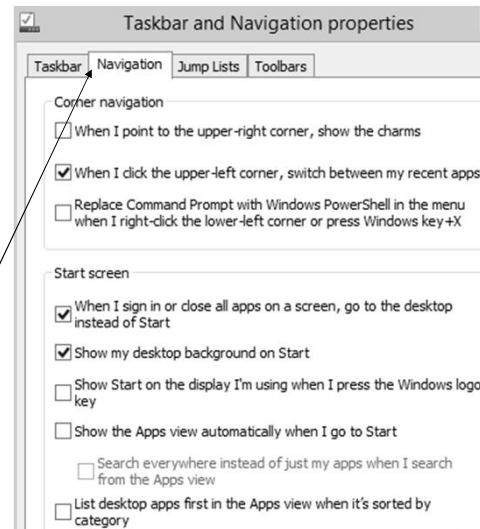 Taskbar and Navigation properties
Taskbar Navigation Jump Lists Toolbars
Corner navigation
When I point to the upper-right corner, show the charms
When I click the upper-left corner, switch between my recent apps
Replace Command Prompt with Windows PowerShell in the menu
when I right-click the lower-left corner or press Windows key+X
Start screen
When I sign in or close all apps on a screen, go to the desktop
instead of Start
Show my desktop background on Start
Show Start on the display I'm using when I press the Windows logo
key
Show the Apps view automatically when I go to Start
Search everywhere instead of just my apps when I search
from the Apps view
List desktop apps first in the Apps view when it's sorted by
category